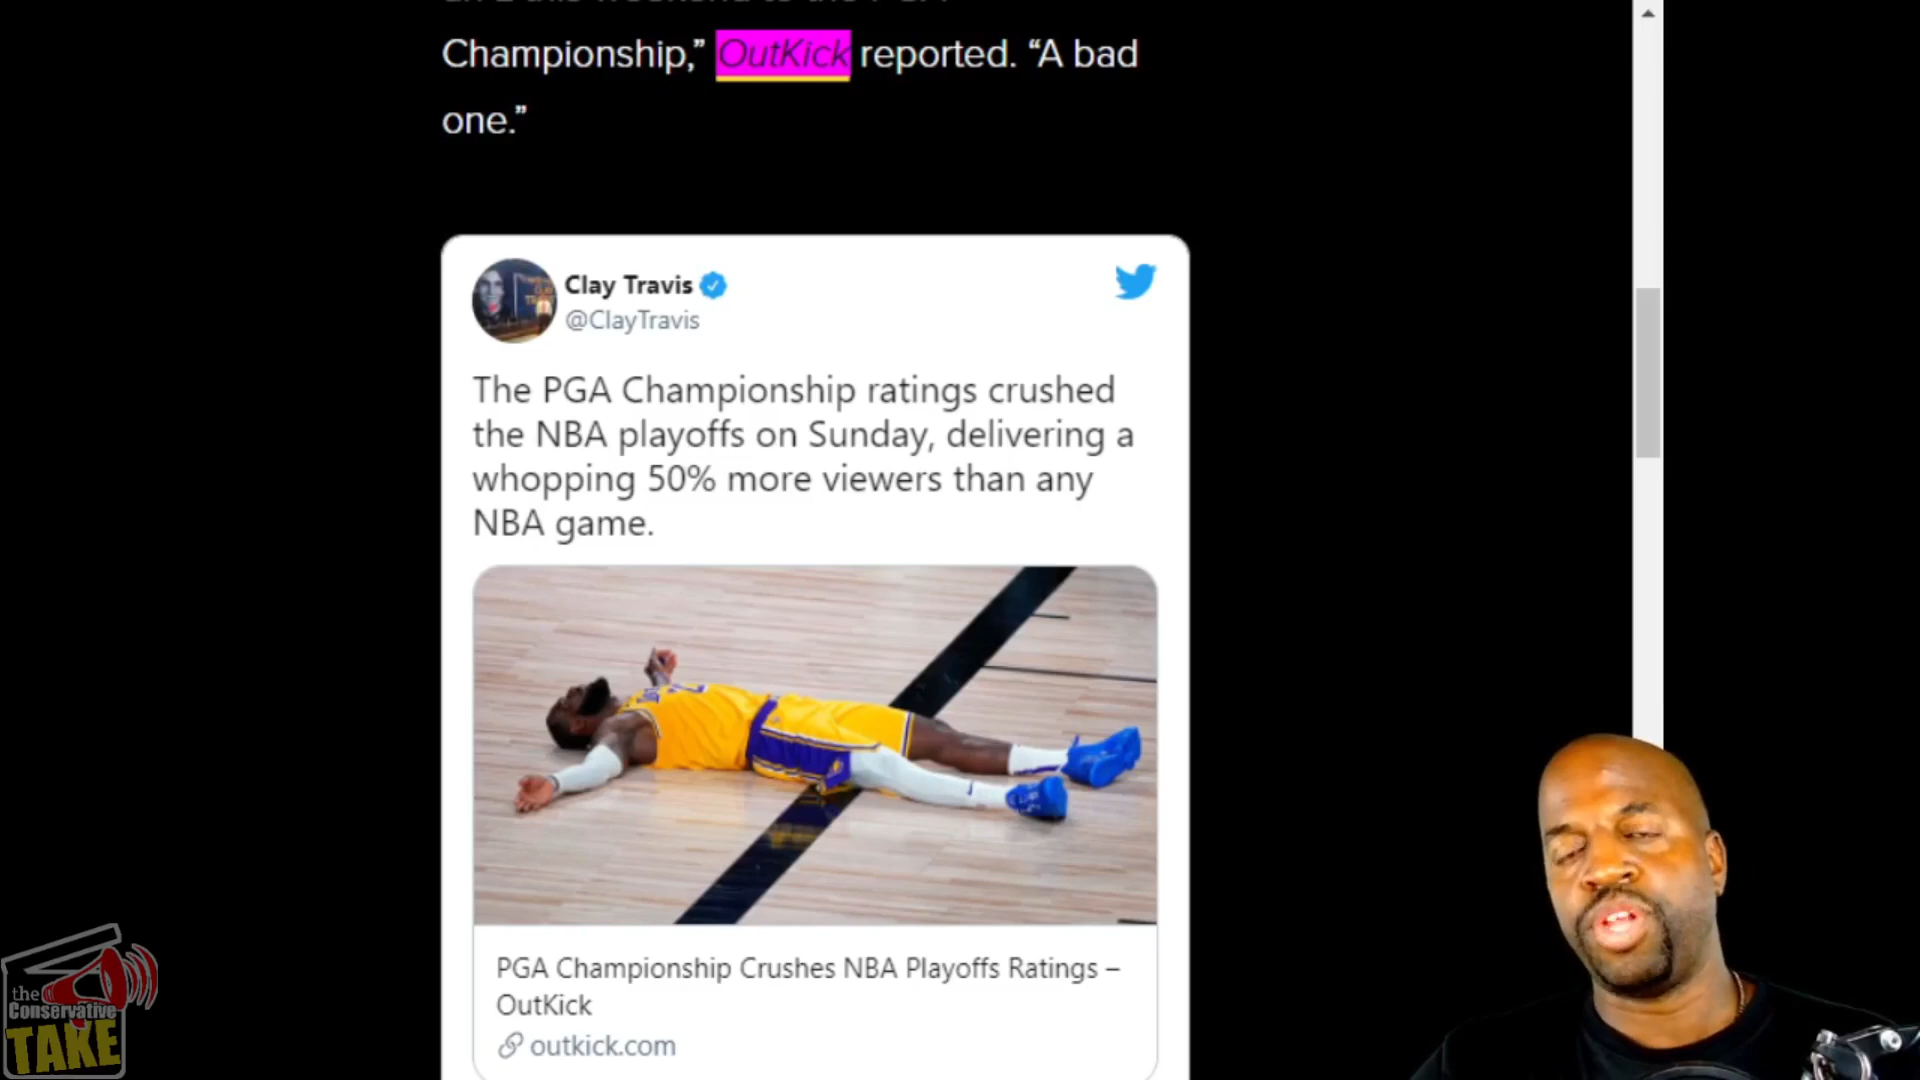 Championship,” OutKick reported. “A bad
one.”
Clay Travis
@ClayTravis
The PGA Championship ratings crushed
the NBA playoffs on Sunday, delivering a
whopping 50% more viewers than any
NBA game.
PGA Championship Crushes NBA Playoffs Ratings –
OutKick
outkick.com
the
Conservative
TAKE